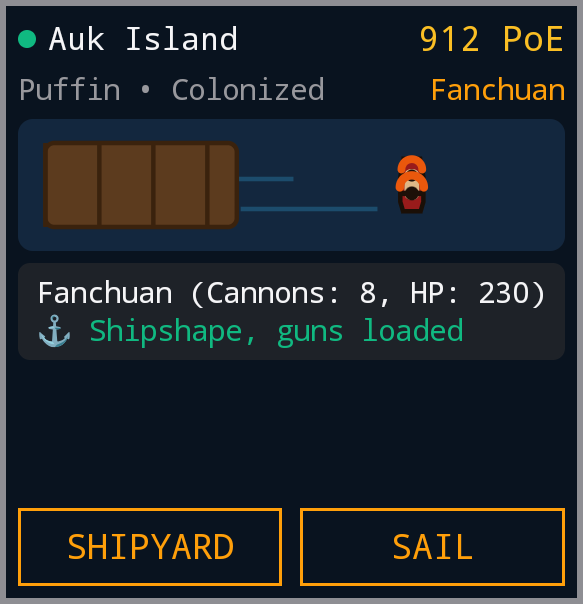 Auk Island 912 PoE
Puffin • Colonized Fanchuan
Fanchuan (Cannons: 8, HP: 230)
⚓ Shipshape, guns loaded
SHIPYARD SAIL